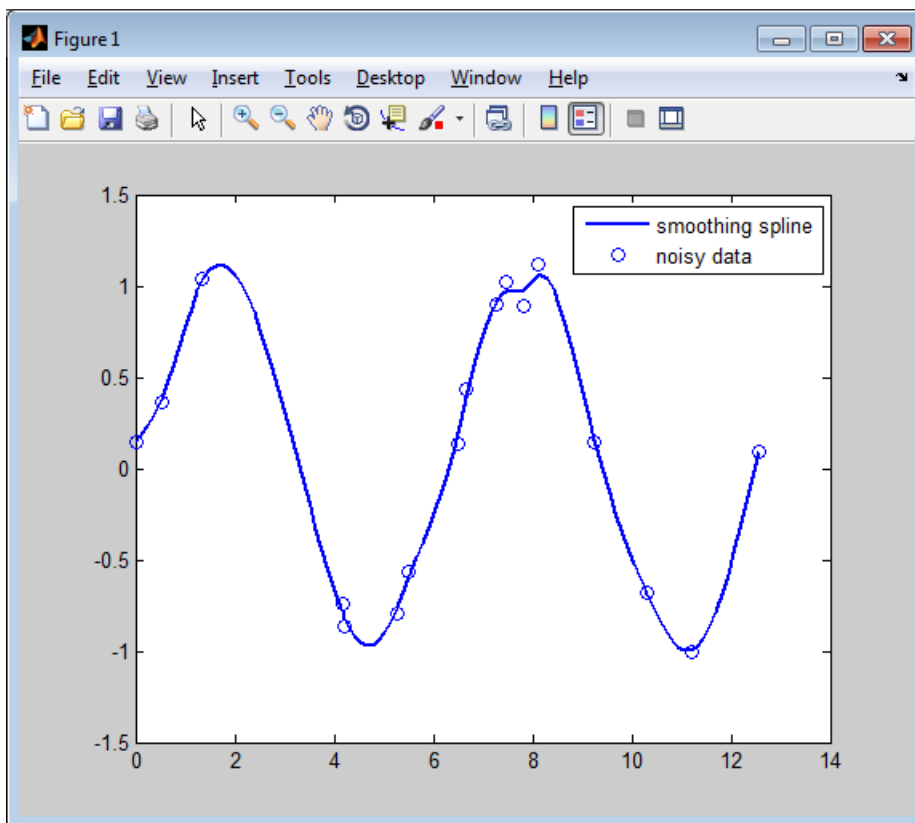 Figure 1
File Edit View Insert Tools Desktop Window Help
smoothing spline
noisy data
1.5
1
0.5
0
-0.5
-1
-1.5
0 2 4 6 8 10 12 14